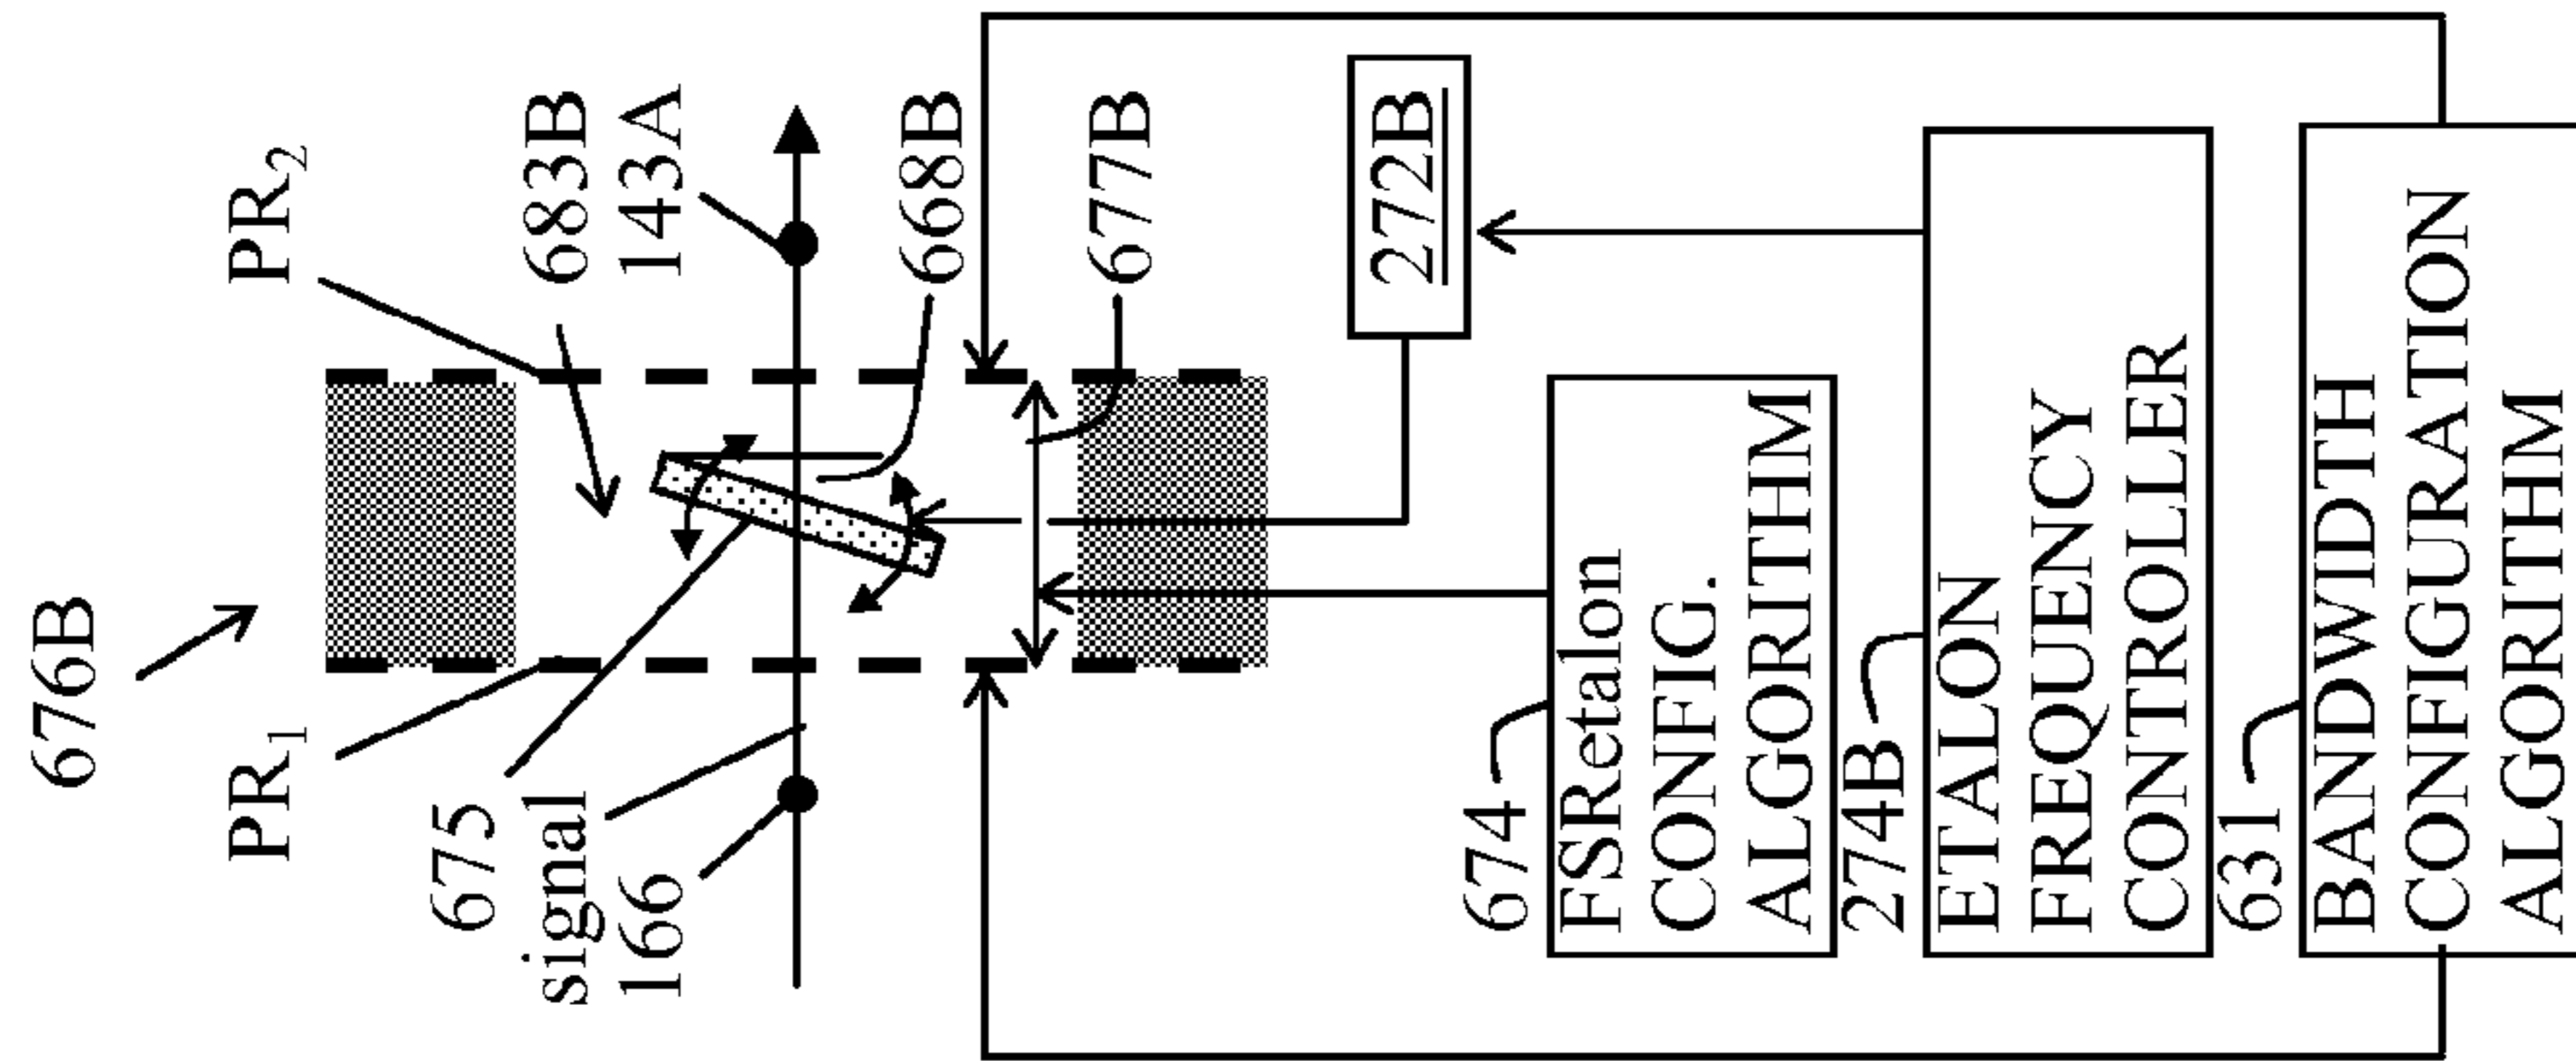 676B
PR₁
PR₂
675
signal
683B
166
143A
668B
677B
272B
674
FSRetalon
CONFIG.
ALGORITHM
274B
ETALON
FREQUENCY
CONTROLLER
631
BANDWIDTH
CONFIGURATION
ALGORITHM